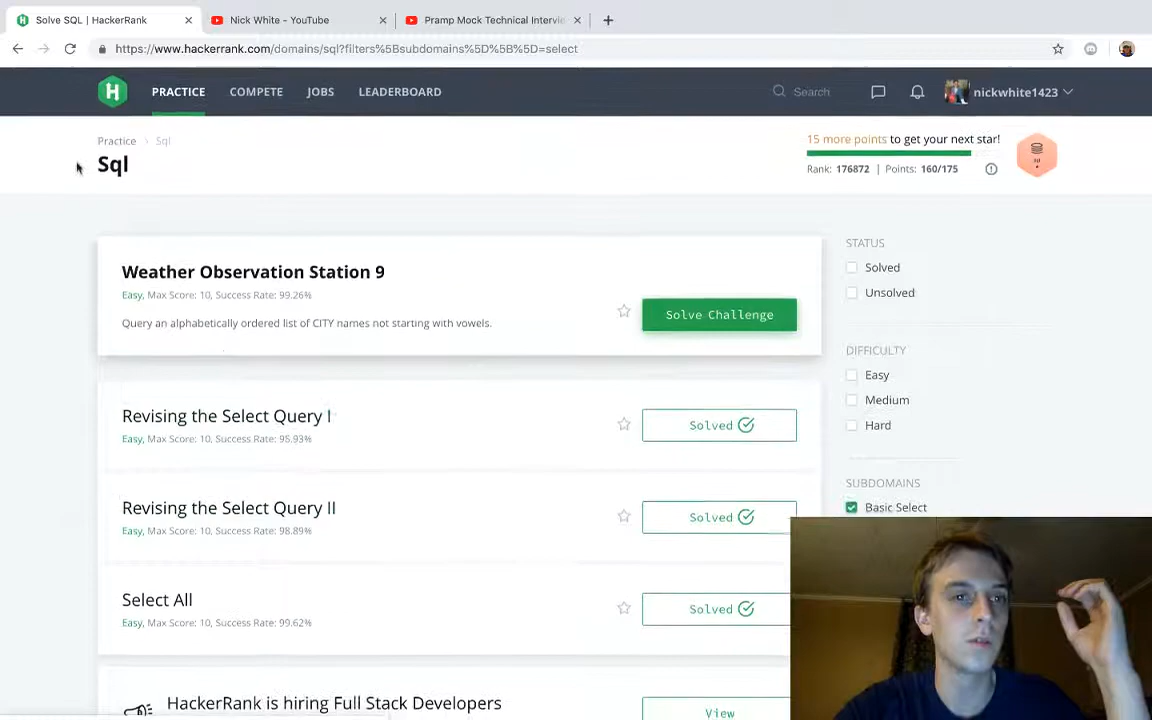 Solve SQL | HackerRank
Nick White - YouTube
Pramp Mock Technical Intervie
https://www.hackerrank.com/domains/sql?filters%5Bsubdomains%5D%5B%5D=select
H
PRACTICE
COMPETE
JOBS
LEADERBOARD
Search
nickwhite1423
Practice
Sql
Sql
15 more points to get your next star!
Rank: 176872 | Points: 160/175
Weather Observation Station 9
Easy, Max Score: 10, Success Rate: 99.26%
Query an alphabetically ordered list of CITY names not starting with vowels.
Solve Challenge
Revising the Select Query I
Easy, Max Score: 10, Success Rate: 95.93%
Solved
Revising the Select Query II
Easy, Max Score: 10, Success Rate: 98.89%
Solved
Select All
Easy, Max Score: 10, Success Rate: 99.62%
Solved
HackerRank is hiring Full Stack Developers
View
STATUS
Solved
Unsolved
DIFFICULTY
Easy
Medium
Hard
SUBDOMAINS
Basic Select